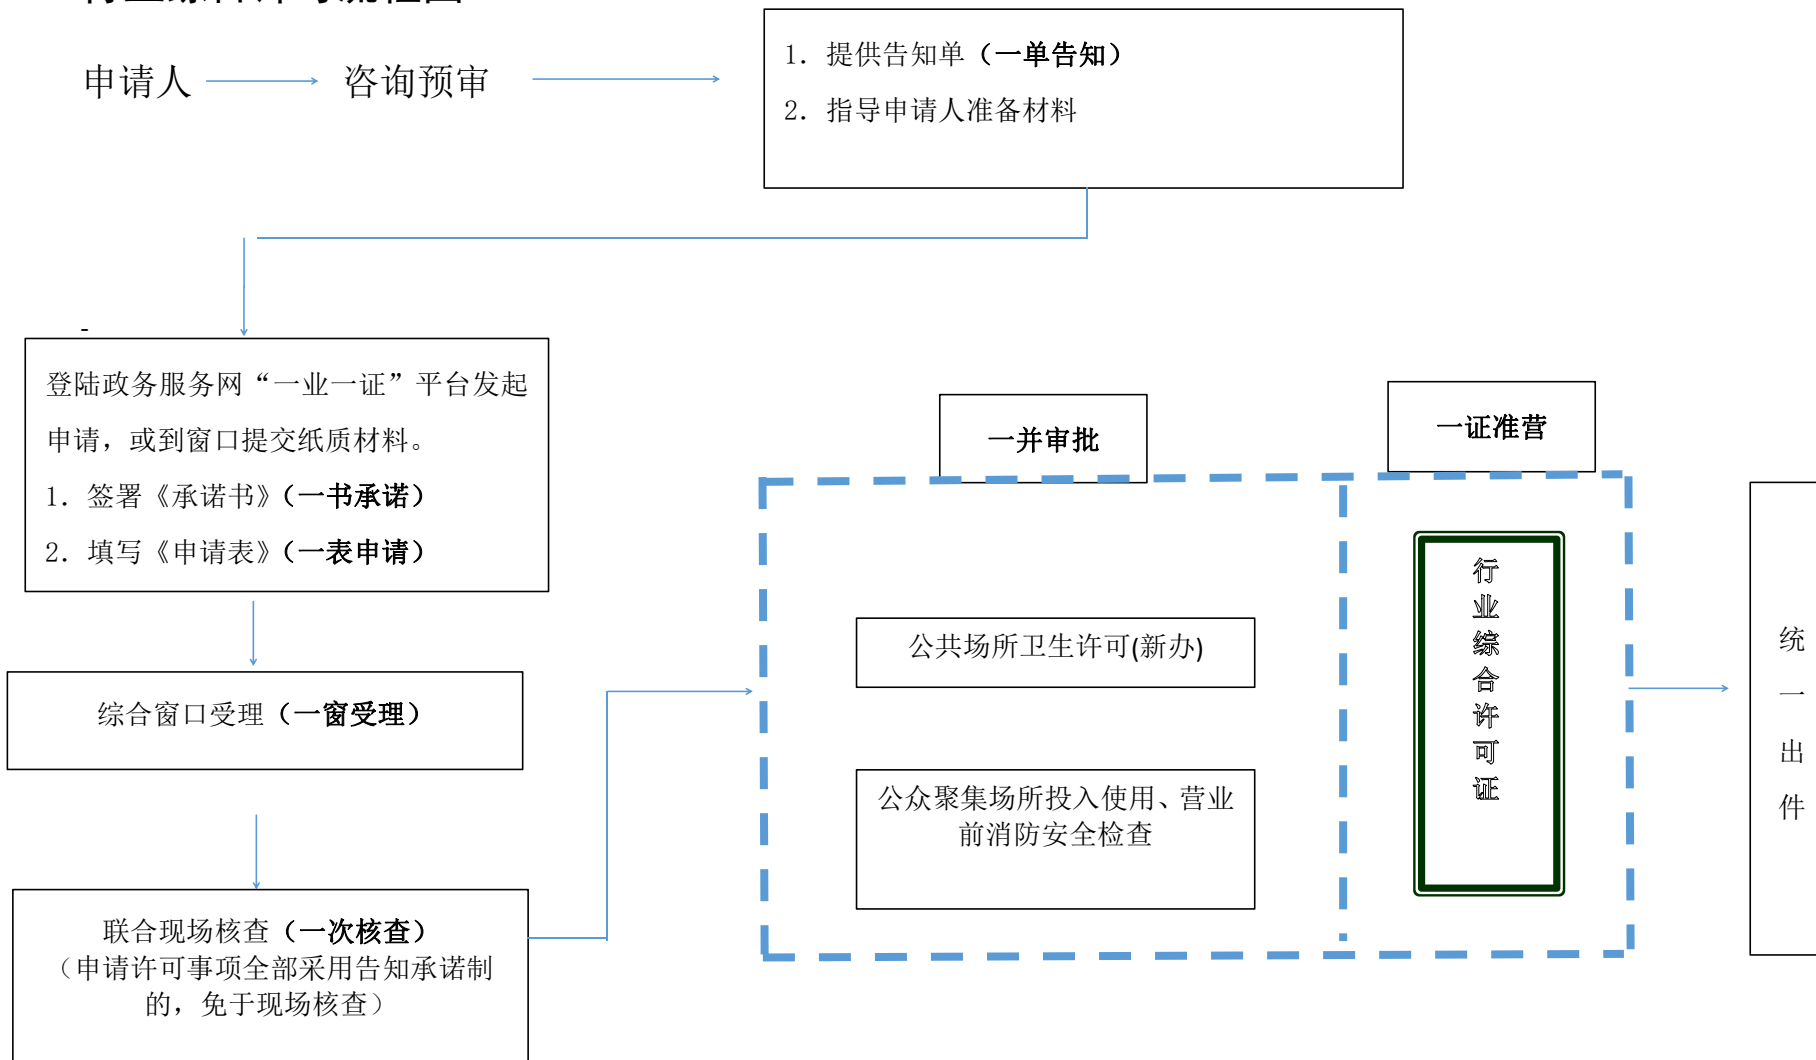 申请人
咨询预审
1. 提供告知单（一单告知）
2. 指导申请人准备材料
-
登陆政务服务网“一业一证”平台发起
申请，或到窗口提交纸质材料。
1. 签署《承诺书》（一书承诺）
2. 填写《申请表》（一表申请）
综合窗口受理（一窗受理）
联合现场核查（一次核查）
（申请许可事项全部采用告知承诺制
的，免于现场核查）
一并审批
公共场所卫生许可(新办)
公众聚集场所投入使用、营业
前消防安全检查
一证准营
行
业
综
合
许
可
证
统
一
出
件